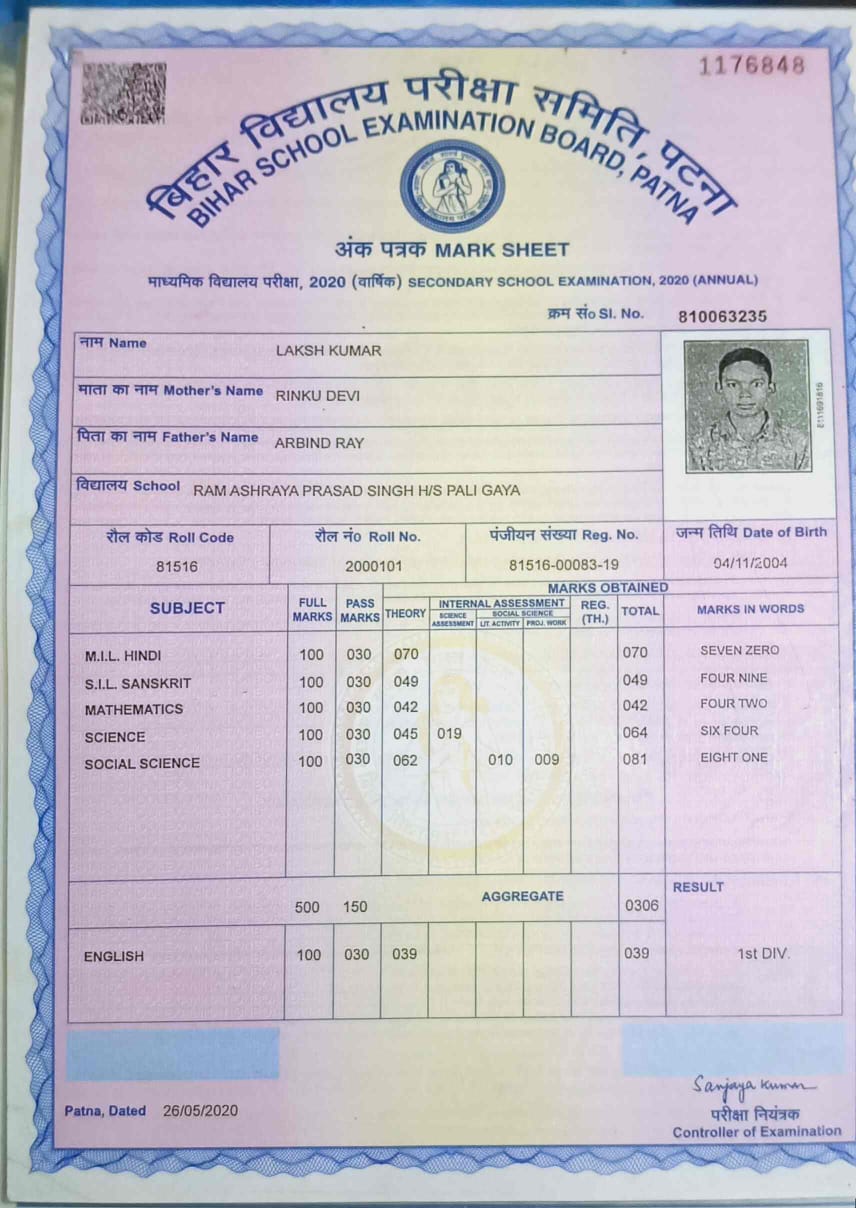 1176848
बिहार विद्यालय परीक्षा समिति, पटना
BIHAR SCHOOL EXAMINATION BOARD, PATNA
अंक पत्रक MARK SHEET
माध्यमिक विद्यालय परीक्षा, 2020 (वार्षिक) SECONDARY SCHOOL EXAMINATION, 2020 (ANNUAL)
क्रम सं० Sl. No. 810063235
नाम Name LAKSH KUMAR
माता का नाम Mother's Name RINKU DEVI
पिता का नाम Father's Name ARBIND RAY
विद्यालय School RAM ASHRAYA PRASAD SINGH H/S PALI GAYA
रौल कोड Roll Code रौल नं० Roll No. पंजीयन संख्या Reg. No. जन्म तिथि Date of Birth
81516 2000101 81516-00083-19 04/11/2004
MARKS OBTAINED
SUBJECT FULL MARKS PASS MARKS THEORY INTERNAL ASSESSMENT REG. (TH.) TOTAL MARKS IN WORDS
SCIENCE ASSESSMENT SOCIAL SCIENCE LIT. ACTIVITY PROJ. WORK
M.I.L. HINDI 100 030 070 070 SEVEN ZERO
S.I.L. SANSKRIT 100 030 049 049 FOUR NINE
MATHEMATICS 100 030 042 042 FOUR TWO
SCIENCE 100 030 045 019 064 SIX FOUR
SOCIAL SCIENCE 100 030 062 010 009 081 EIGHT ONE
500 150 AGGREGATE 0306 RESULT
ENGLISH 100 030 039 039 1st DIV.
Sanjaya Kumar
Patna, Dated 26/05/2020
परीक्षा नियंत्रक
Controller of Examination